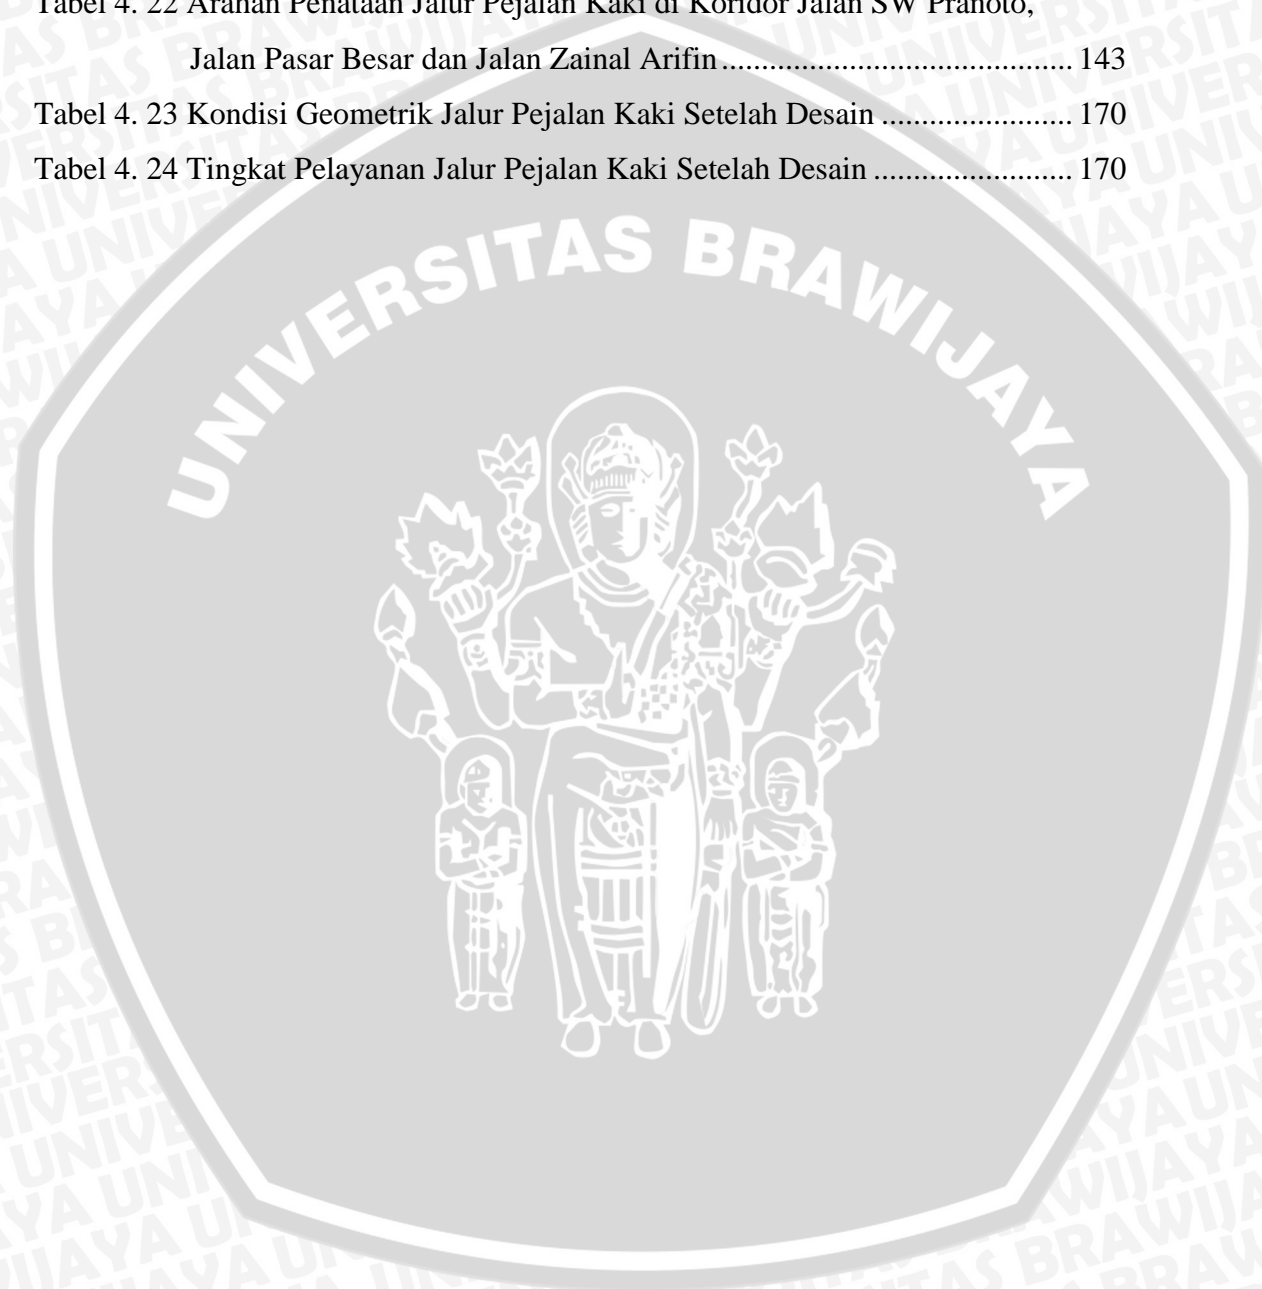 Tabel 4. 22 Arahan Penataan Jalur Pejalan Kaki di Koridor Jalan SW Pranoto,
Jalan Pasar Besar dan Jalan Zainal Arifin ........................................... 143
Tabel 4. 23 Kondisi Geometrik Jalur Pejalan Kaki Setelah Desain ....................... 170
Tabel 4. 24 Tingkat Pelayanan Jalur Pejalan Kaki Setelah Desain ........................ 170
UNIVERSITAS BRAWIJAYA